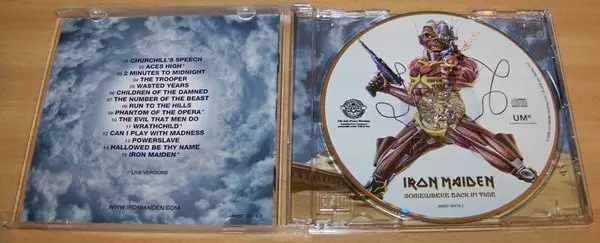 01 CHURCHILL'S SPEECH
02 ACES HIGH*
10 2 MINUTES TO MIDNIGHT
04 THE TROOPER
05 WASTED YEARS
06 CHILDREN OF THE DAMNED
07 THE NUMBER OF THE BEAST
08 RUN TO THE HILLS
09 PHANTOM OF THE OPERA*
10 THE EVIL THAT MEN DO
11 WRATHCHILD*
12 CAN I PLAY WITH MADNESS
13 POWERSLAVE
14 HALLOWED BE THY NAME
15 IRON MAIDEN*
(* LIVE VERSIONS)
WWW.IRONMAIDEN.COM
UMe
IRON MAIDEN
SOMEWHERE BACK IN TIME